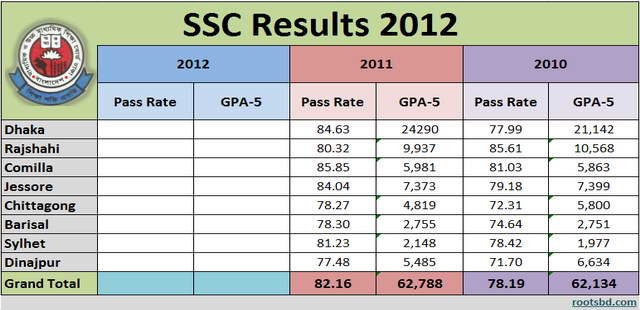 SSC Results 2012
2012 2011 2010
Pass Rate GPA-5 Pass Rate GPA-5 Pass Rate GPA-5
Dhaka 84.63 24290 77.99 21,142
Rajshahi 80.32 9,937 85.61 10,568
Comilla 85.85 5,981 81.03 5,863
Jessore 84.04 7,373 79.18 7,399
Chittagong 78.27 4,819 72.31 5,800
Barisal 78.30 2,755 74.64 2,751
Sylhet 81.23 2,148 78.42 1,977
Dinajpur 77.48 5,485 71.70 6,634
Grand Total 82.16 62,788 78.19 62,134
rootsbd.com